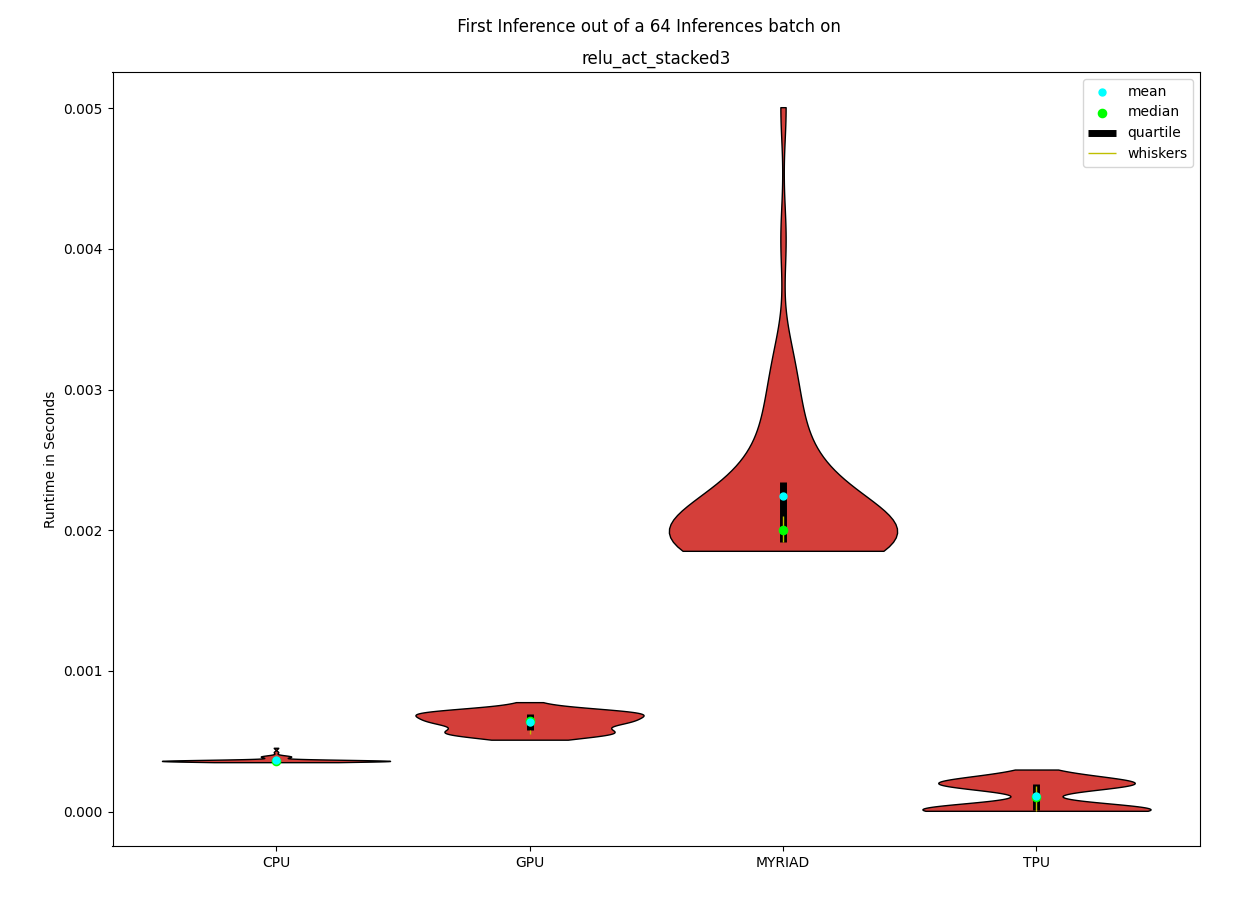 First Inference out of a 64 Inferences batch on
relu_act_stacked3
mean
median
quartile
whiskers
Runtime in Seconds
0.005
0.004
0.003
0.002
0.001
0.000
CPU GPU MYRIAD TPU